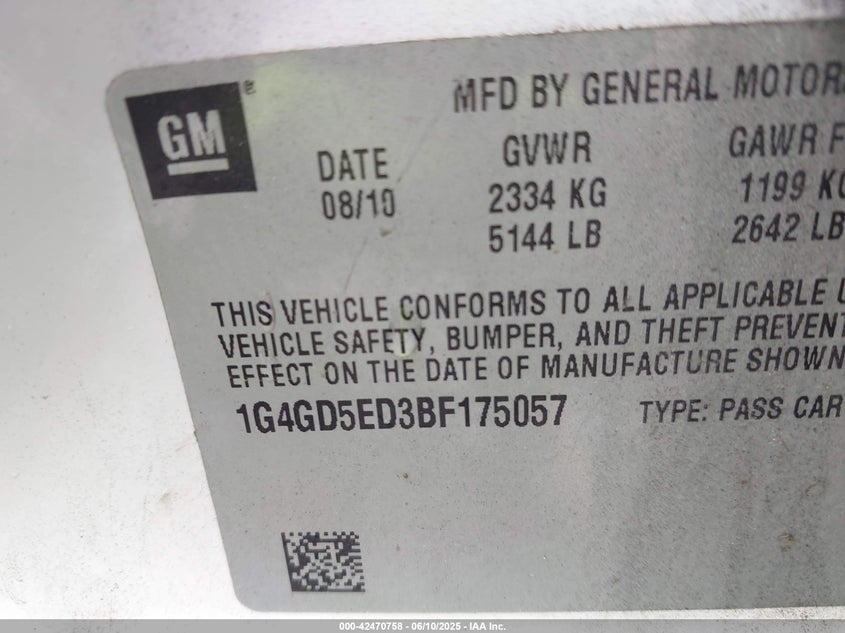 GM ®
MFD BY GENERAL MOTORS
DATE GVWR GAWR F
08/10 2334 KG 1199 KG
5144 LB 2642 LB
THIS VEHICLE CONFORMS TO ALL APPLICABLE U
VEHICLE SAFETY, BUMPER, AND THEFT PREVENT
EFFECT ON THE DATE OF MANUFACTURE SHOWN
1G4GD5ED3BF175057 TYPE: PASS CAR
000-42470758 - 06/10/2025 - IAA Inc.